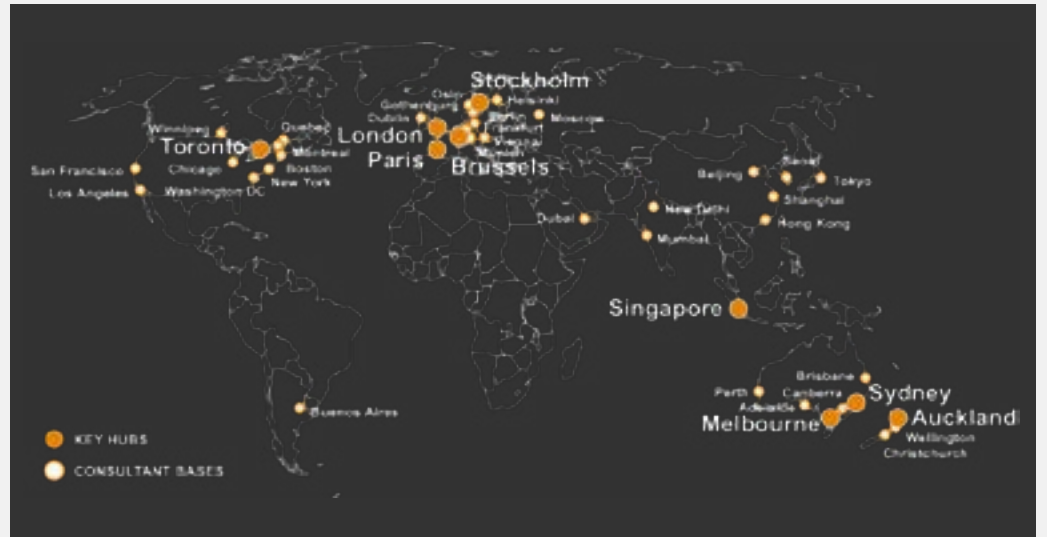 Stockholm
Oslo
Helsinki
Gothenburg
Dublin
Berlin
Moscow
Winnipeg
Quebec
London
Frankfurt
Vienna
Toronto
Montreal
Paris
Munich
Brussels
San Francisco
Chicago
Boston
Beijing
Seoul
Tokyo
Los Angeles
Washington DC
New York
Shanghai
Dubai
New Delhi
Hong Kong
Mumbai
Singapore
Brisbane
Perth
Canberra
Sydney
Adelaide
Buenos Aires
Melbourne
Auckland
KEY HUBS
Wellington
Christchurch
CONSULTANT BASES